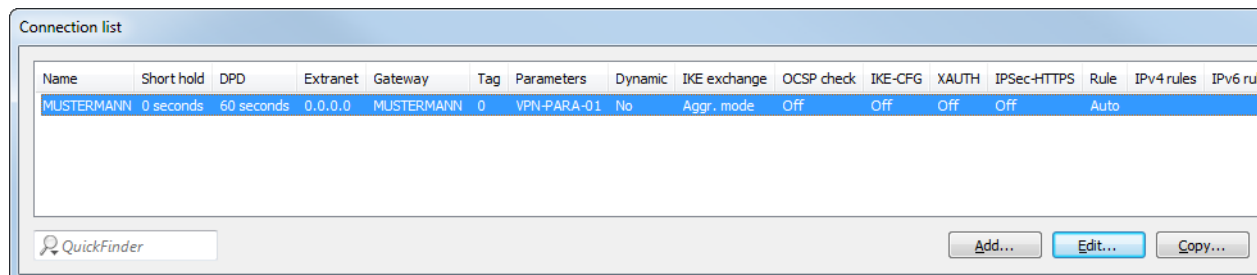 Connection list
Name Short hold DPD Extranet Gateway Tag Parameters Dynamic IKE exchange OCSP check IKE-CFG XAUTH IPSec-HTTPS Rule IPv4 rules IPv6 ru
MUSTERMANN 0 seconds 60 seconds 0.0.0.0 MUSTERMANN 0 VPN-PARA-01 No Aggr. mode Off Off Off Off Auto
QuickFinder Add... Edit... Copy...